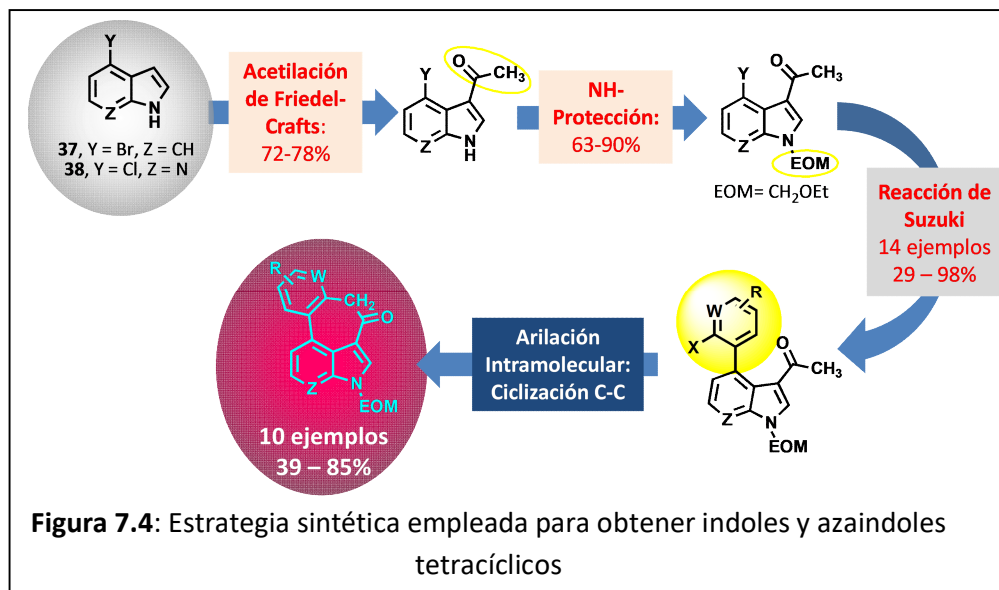 Y
Z
N
H
37, Y = Br, Z = CH
38, Y = Cl, Z = N
Acetilación
de Friedel-
Crafts:
72-78%
Y
O
CH3
Z
N
H
NH-
Protección:
63-90%
Y
O
CH3
Z
N
EOM
EOM= CH2OEt
Reacción de
Suzuki
14 ejemplos
29 – 98%
R
W
X
O
CH3
Z
N
EOM
Arilación
Intramolecular:
Ciclización C-C
R
W
CH2
O
Z
N
EOM
10 ejemplos
39 – 85%
Figura 7.4: Estrategia sintética empleada para obtener indoles y azaindoles
tetracíclicos